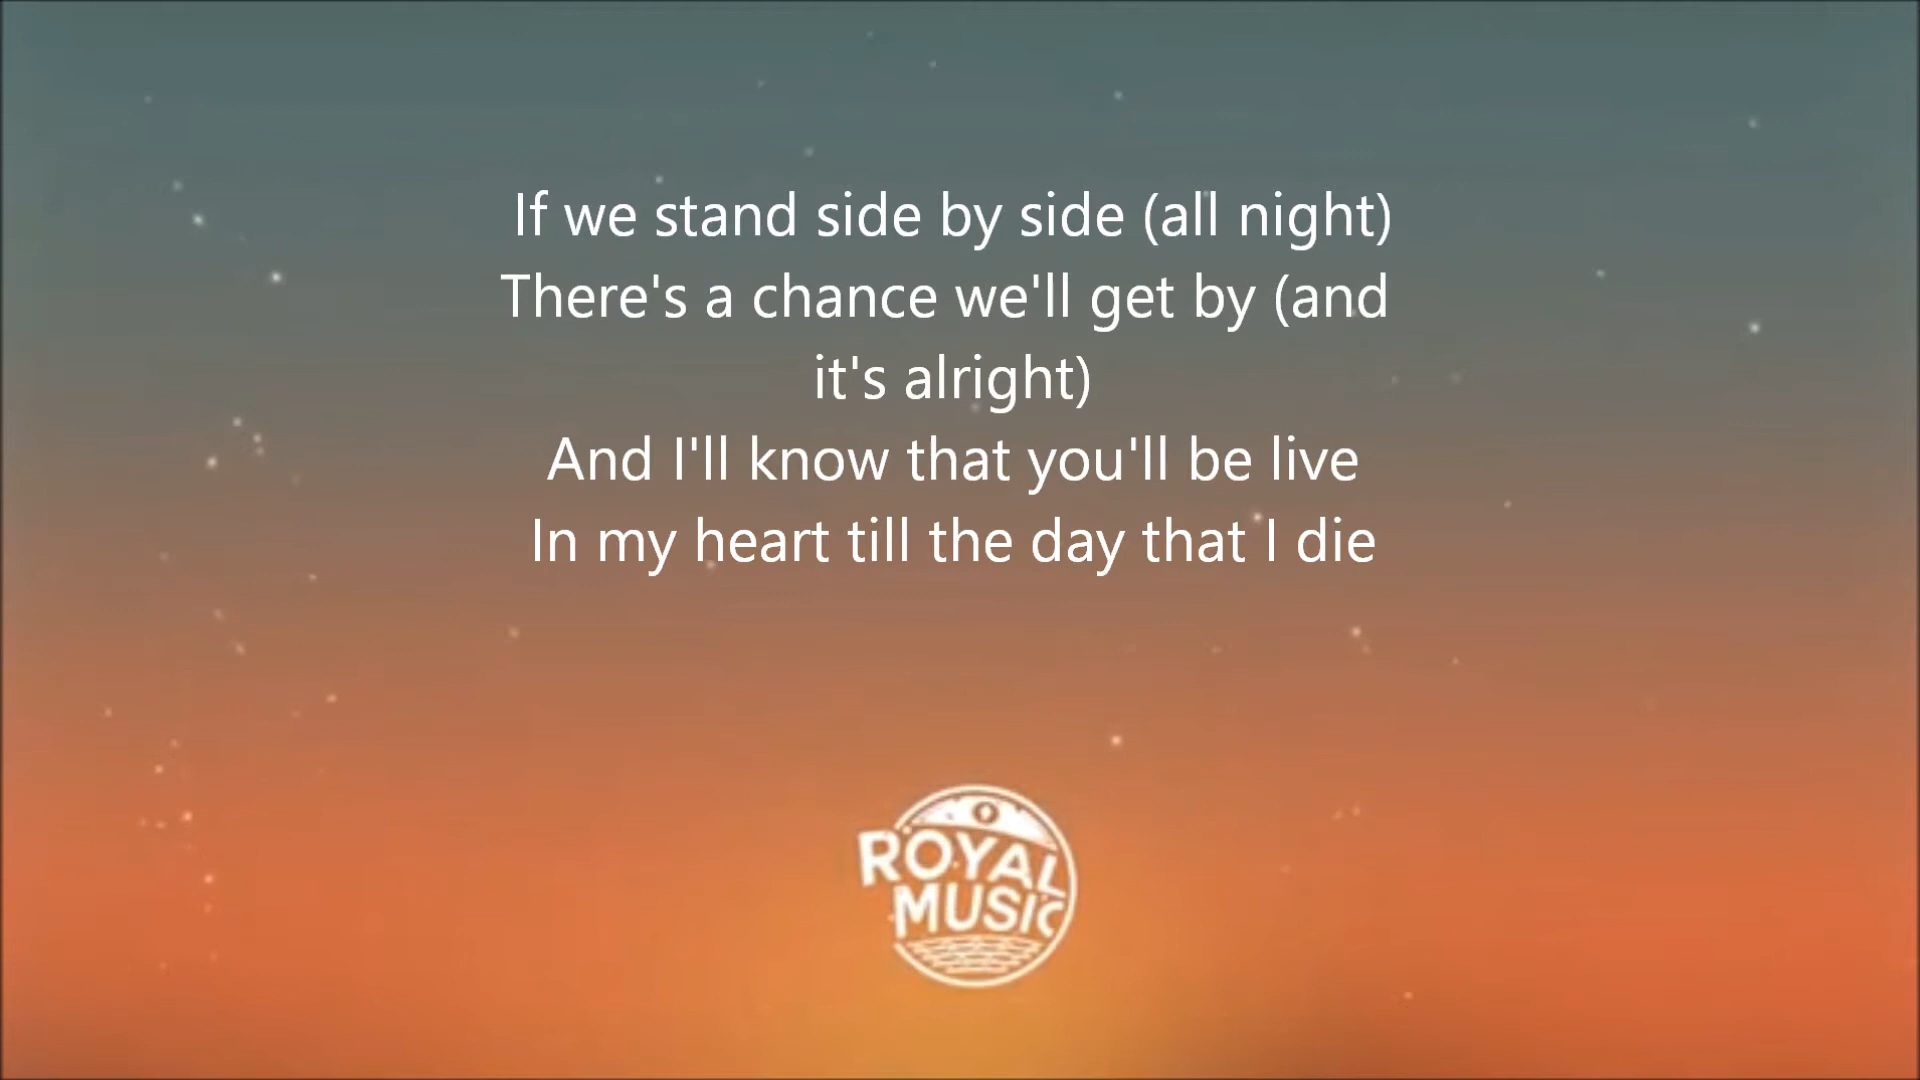 If we stand side by side (all night)
There's a chance we'll get by (and
it's alright)
And I'll know that you'll be live
In my heart till the day that I die
ROYAL
MUSIC